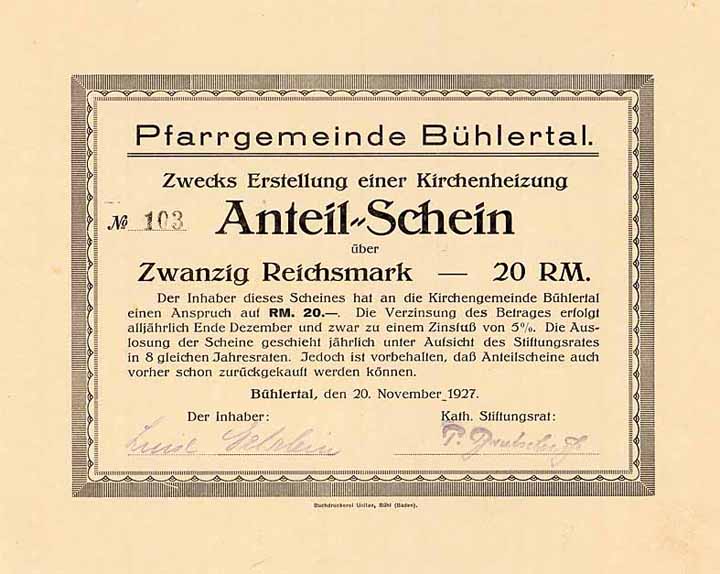 Pfarrgemeinde Bühlertal.
Zwecks Erstellung einer Kirchenheizung
№ 103 Anteil-Schein
über
Zwanzig Reichsmark — 20 RM.
Der Inhaber dieses Scheines hat an die Kirchengemeinde Bühlertal
einen Anspruch auf RM. 20.—. Die Verzinsung des Betrages erfolgt
alljährlich Ende Dezember und zwar zu einem Zinsfuß von 5%. Die Aus-
losung der Scheine geschieht jährlich unter Aufsicht des Stiftungsrates
in 8 gleichen Jahresraten. Jedoch ist vorbehalten, daß Anteilscheine auch
vorher schon zurückgekauft werden können.
Bühlertal, den 20. November 1927.
Der Inhaber: Kath. Stiftungsrat:
Buchdruckerei Unitas, Bühl (Baden).